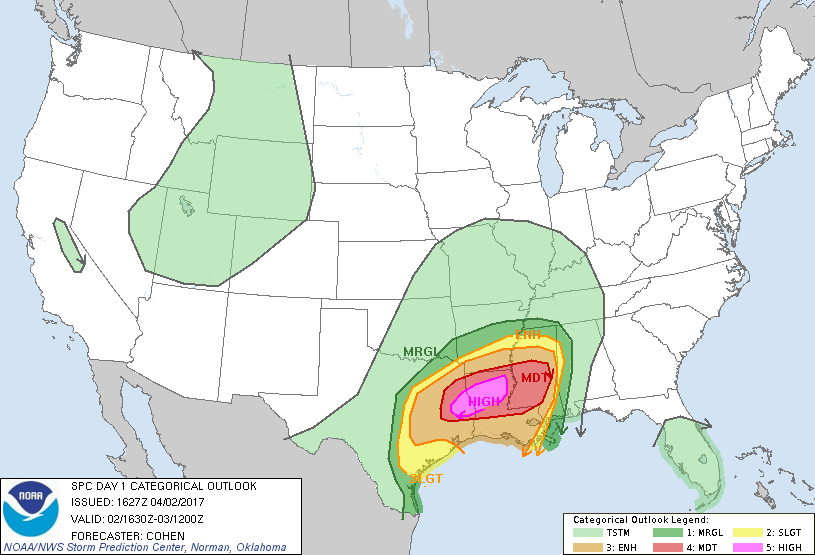 ENH
MRGL
MDT
HIGH
SLGT
NOAA
SPC DAY 1 CATEGORICAL OUTLOOK
ISSUED: 1627Z 04/02/2017
VALID: 02/1630Z-03/1200Z
FORECASTER: COHEN
NOAA/NWS Storm Prediction Center, Norman, Oklahoma
Categorical Outlook Legend:
TSTM 1: MRGL 2: SLGT
3: ENH 4: MDT 5: HIGH